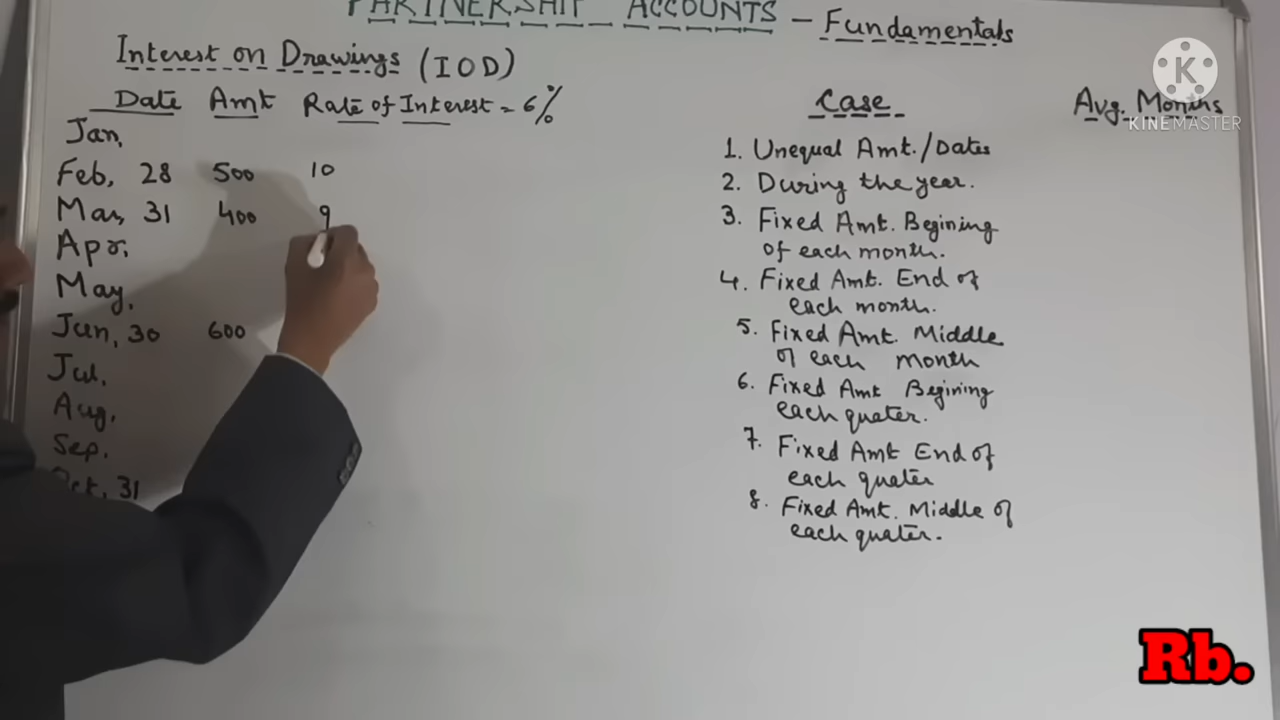 PARTNERSHIP ACCOUNTS - Fundamentals
Interest on Drawings (IOD)
Date Amt Rate of Interest = 6%
Jan,
Feb, 28 500 10
Mar, 31 400 9
Apr,
May,
Jun, 30 600
Jul,
Aug,
Sep.
Oct, 31
Case Avg. Months
1. Unequal Amt./Dates
2. During the year.
3. Fixed Amt. Begining
of each month.
4. Fixed Amt. End of
each month.
5. Fixed Amt. Middle
of each month
6. Fixed Amt Begining
each quater.
7. Fixed Amt End of
each quater
8. Fixed Amt. Middle of
each quater.
K
KINEMASTER
Rb.